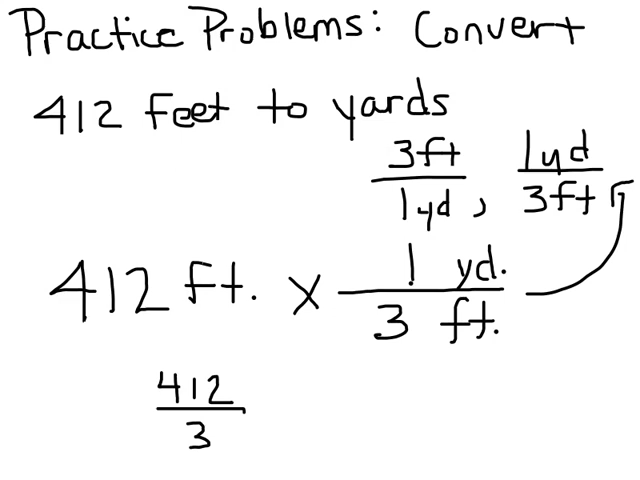 Practice Problems: Convert
412 feet to yards
3ft
1yd
,
1yd
3ft
412 ft. x
1 yd.
3 ft.
412
3